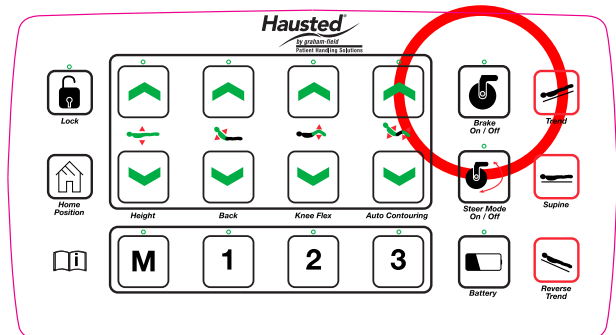 Hausted®
by graham-field
Patient Handling Solutions
Lock
Brake
On / Off
Trend
Home
Position
Height
Back
Knee Flex
Auto Contouring
Steer Mode
On / Off
Supine
i
M
1
2
3
Battery
Reverse
Trend